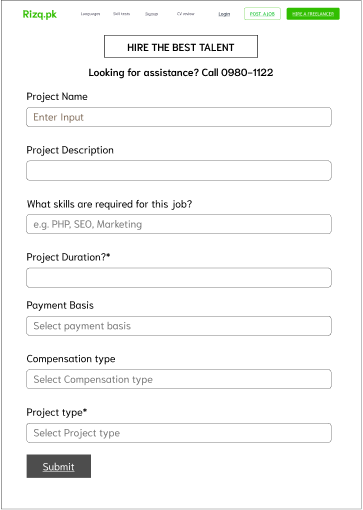 Rizq.pk
Languages Skill tests Signup CV review Login POST A JOB HIRE A FREELANCER
HIRE THE BEST TALENT
Looking for assistance? Call 0980-1122
Project Name
Enter Input
Project Description
What skills are required for this job?
e.g. PHP, SEO, Marketing
Project Duration?*
Payment Basis
Select payment basis
Compensation type
Select Compensation type
Project type*
Select Project type
Submit